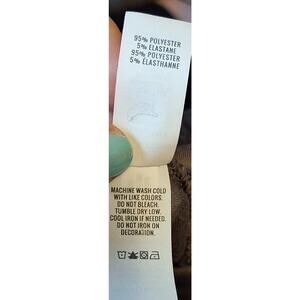 95% POLYESTER
5% ELASTANE
95% POLYESTER
5% ELASTHANNE
MACHINE WASH COLD
WITH LIKE COLORS.
DO NOT BLEACH.
TUMBLE DRY LOW.
COOL IRON IF NEEDED.
DO NOT IRON ON
DECORATION.